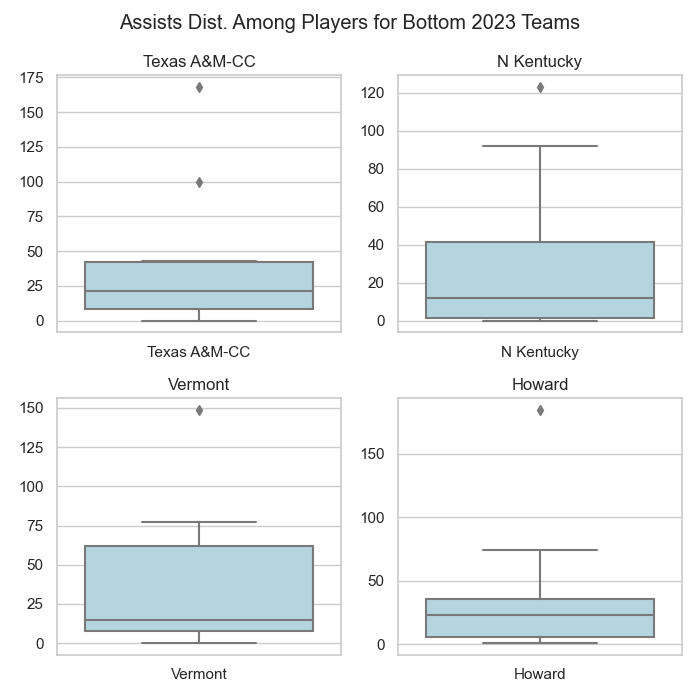 Assists Dist. Among Players for Bottom 2023 Teams
Texas A&M-CC
175
150
125
100
75
50
25
0
Texas A&M-CC
N Kentucky
120
100
80
60
40
20
0
N Kentucky
Vermont
150
125
100
75
50
25
0
Vermont
Howard
150
100
50
0
Howard